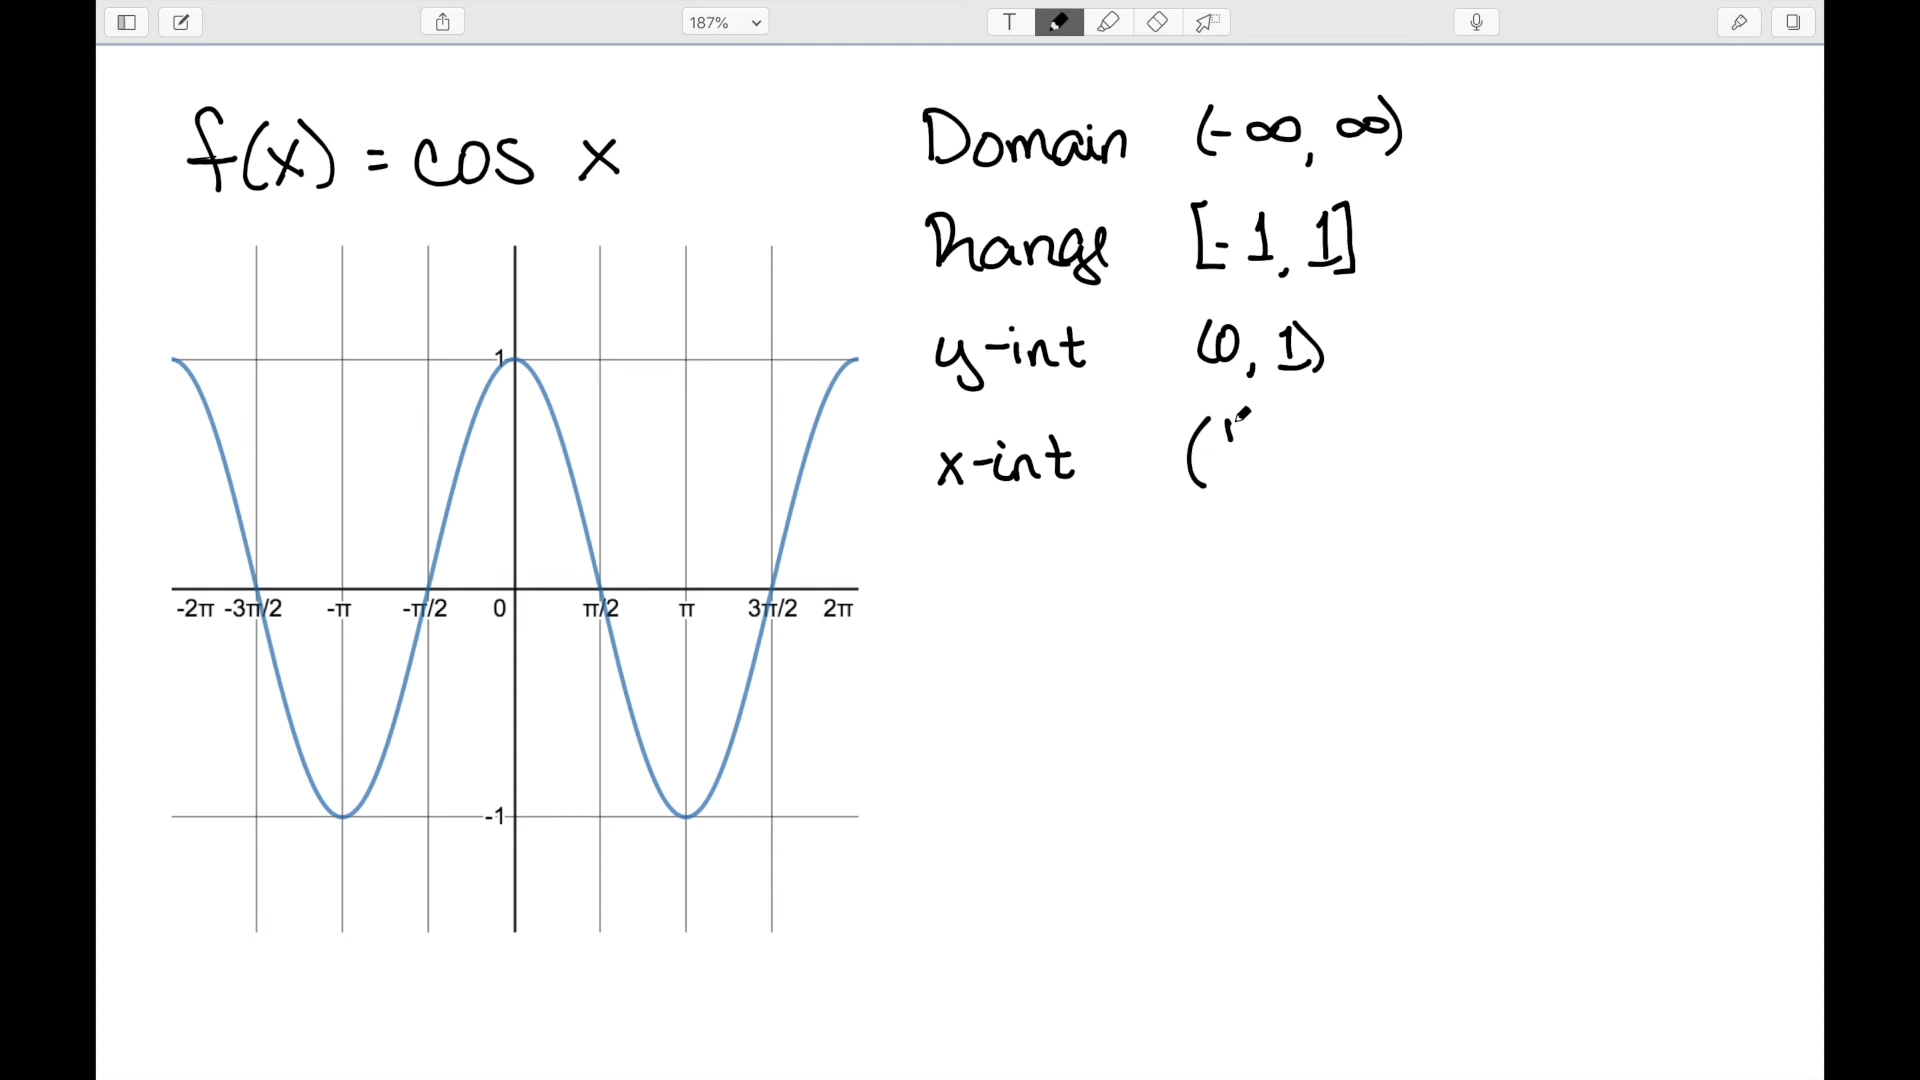 187%
T
f(x) = cos x
Domain (-∞, ∞)
Range [-1, 1]
y-int (0, 1)
x-int (
1
-2π -3π/2 -π -π/2 0 π/2 π 3π/2 2π
-1